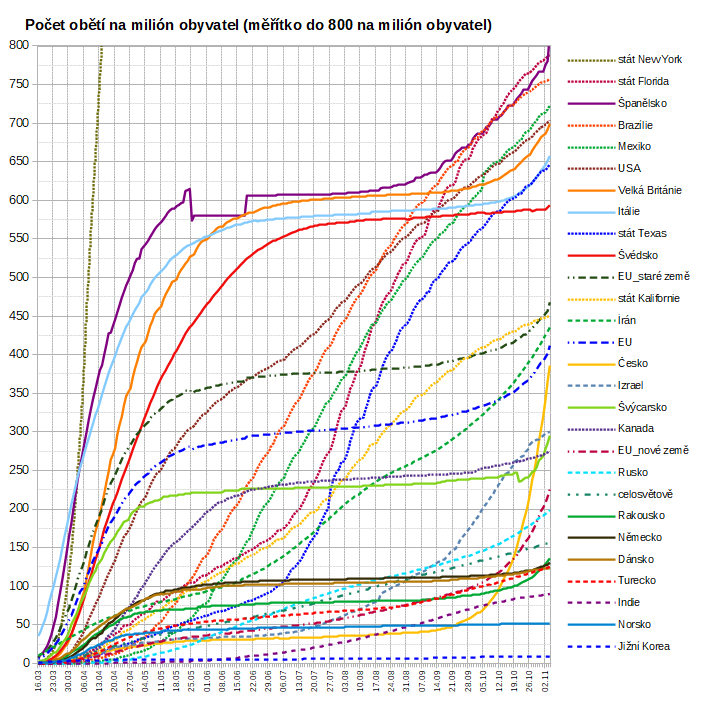 Počet obětí na milión obyvatel (měřítko do 800 na milión obyvatel)
800
750
700
650
600
550
500
450
400
350
300
250
200
150
100
50
0
16.03
23.03
30.03
06.04
13.04
20.04
27.04
04.05
11.05
18.05
25.05
01.06
08.06
15.06
22.06
29.06
06.07
13.07
20.07
27.07
03.08
10.08
17.08
24.08
31.08
07.09
14.09
21.09
28.09
05.10
12.10
19.10
26.10
02.11
stát NewYork
stát Florida
Španělsko
Brazílie
Mexiko
USA
Velká Británie
Itálie
stát Texas
Švédsko
EU_staré země
stát Kalifornie
Írán
EU
Česko
Izrael
Švýcarsko
Kanada
EU_nové země
Rusko
celosvětově
Rakousko
Německo
Dánsko
Turecko
Indie
Norsko
Jižní Korea